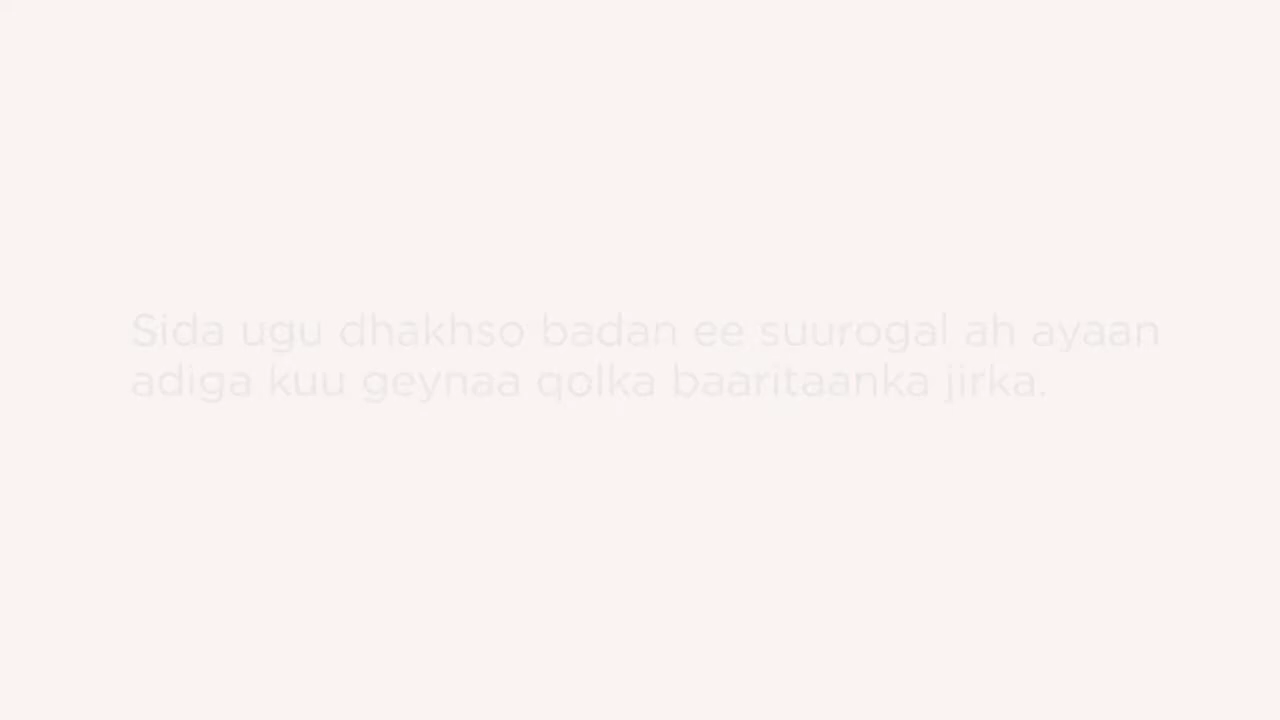 Sida ugu dhakhso badan ee suurogal ah ayaan
adiga kuu geynaa qolka baaritaanka jirka.